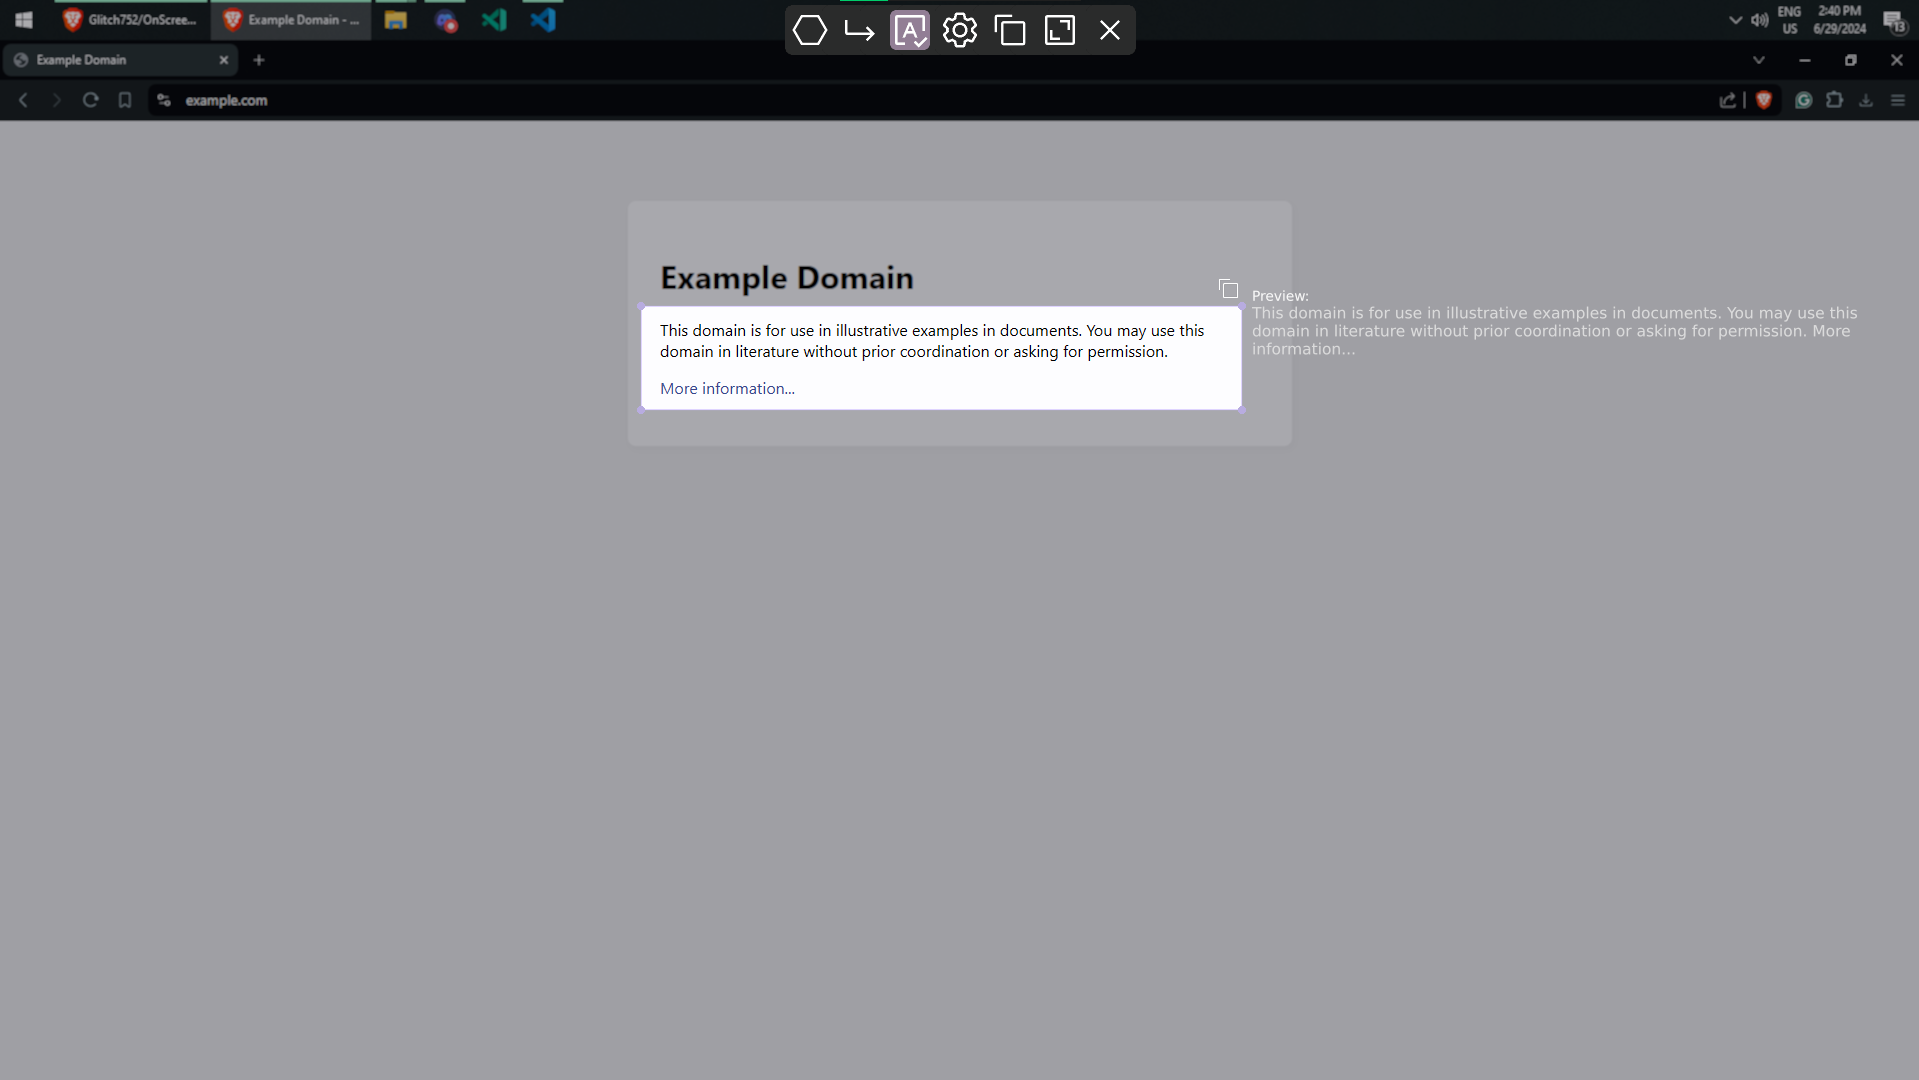 Glitch752/OnScree...
Example Domain - ...
ENG
US
2:40 PM
6/29/2024
13
A
Example Domain
example.com
Example Domain
This domain is for use in illustrative examples in documents. You may use this
domain in literature without prior coordination or asking for permission.
More information...
Preview:
This domain is for use in illustrative examples in documents. You may use this
domain in literature without prior coordination or asking for permission. More
information...